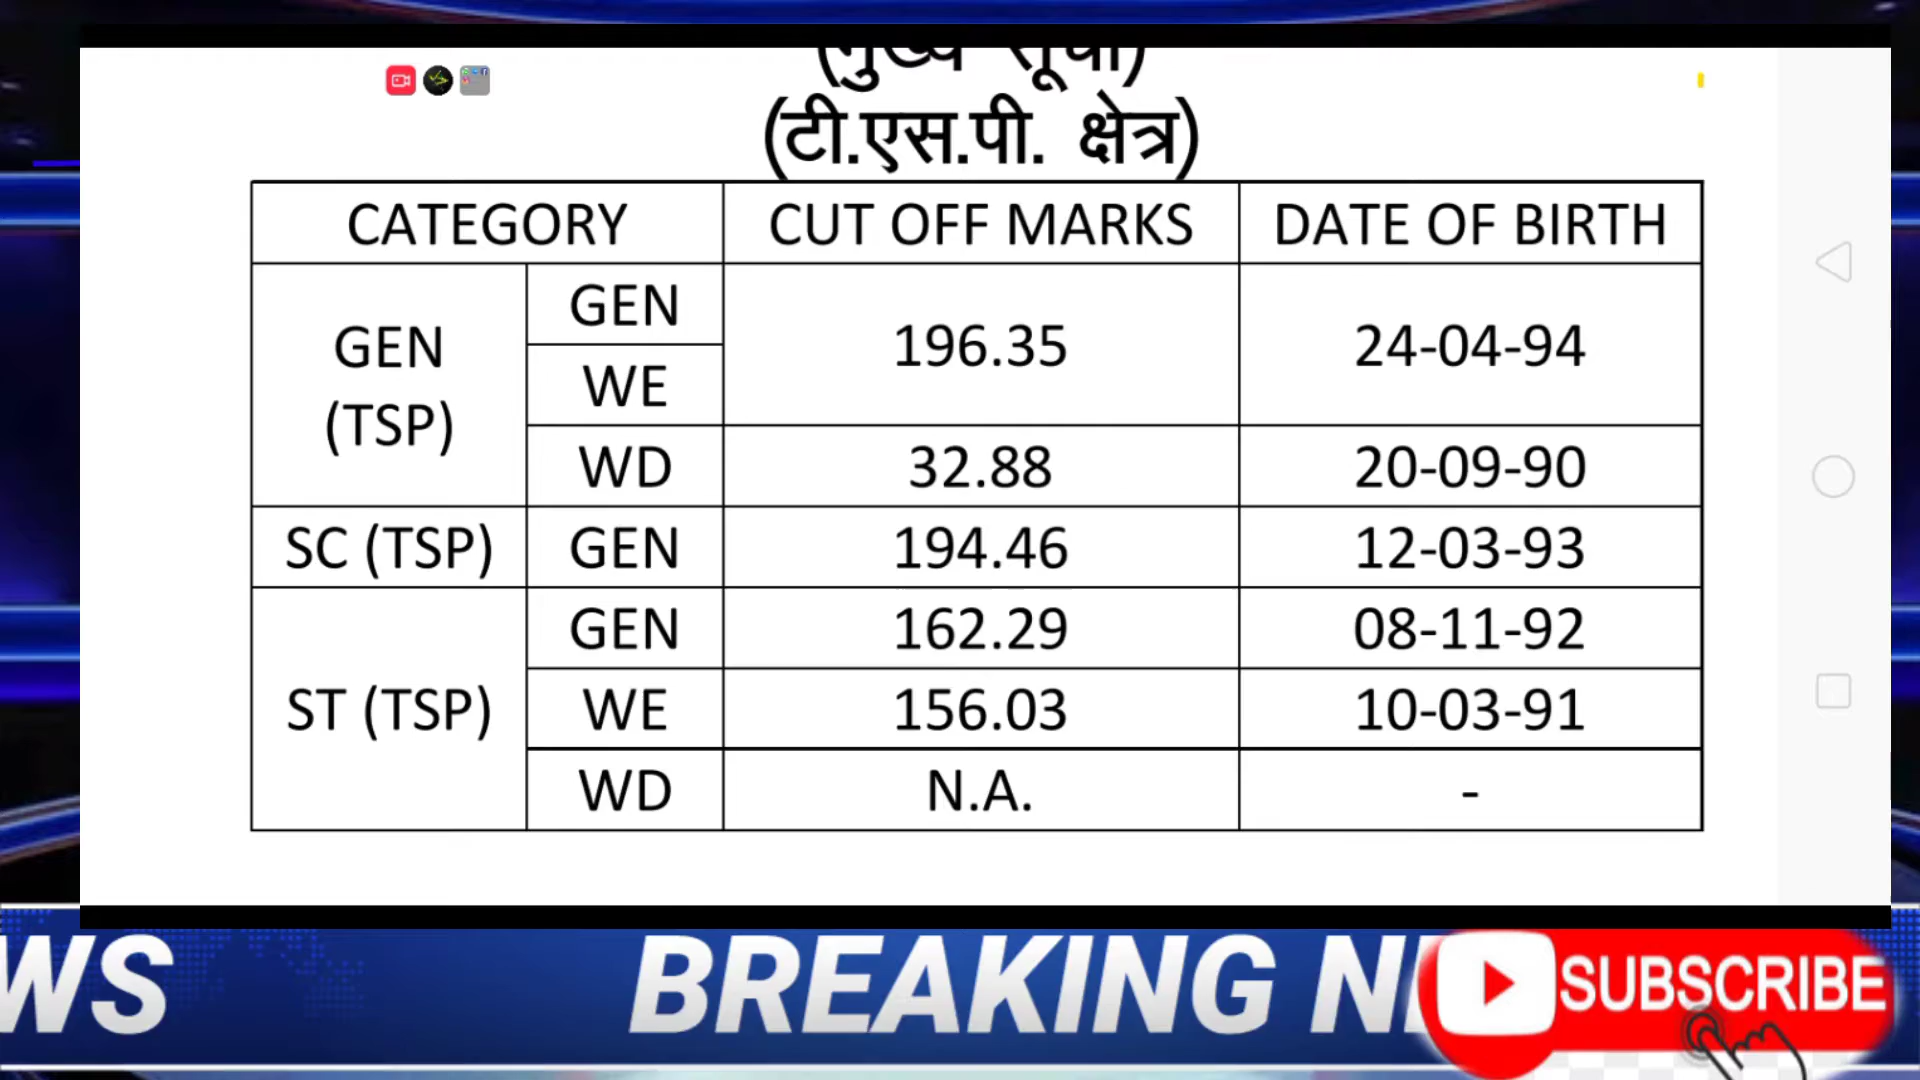 (मुख्य सूची)
(टी.एस.पी. क्षेत्र)
CATEGORY CUT OFF MARKS DATE OF BIRTH
GEN (TSP) GEN 196.35 24-04-94
WE
WD 32.88 20-09-90
SC (TSP) GEN 194.46 12-03-93
ST (TSP) GEN 162.29 08-11-92
WE 156.03 10-03-91
WD N.A. -
WS BREAKING NE SUBSCRIBE